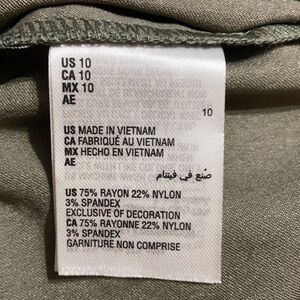 US 10
CA 10
MX 10
AE
10
US MADE IN VIETNAM
CA FABRIQUÉ AU VIETNAM
MX HECHO EN VIETNAM
AE
صنع في فيتنام
US 75% RAYON 22% NYLON
3% SPANDEX
EXCLUSIVE OF DECORATION
CA 75% RAYONNE 22% NYLON
3% SPANDEX
GARNITURE NON COMPRISE